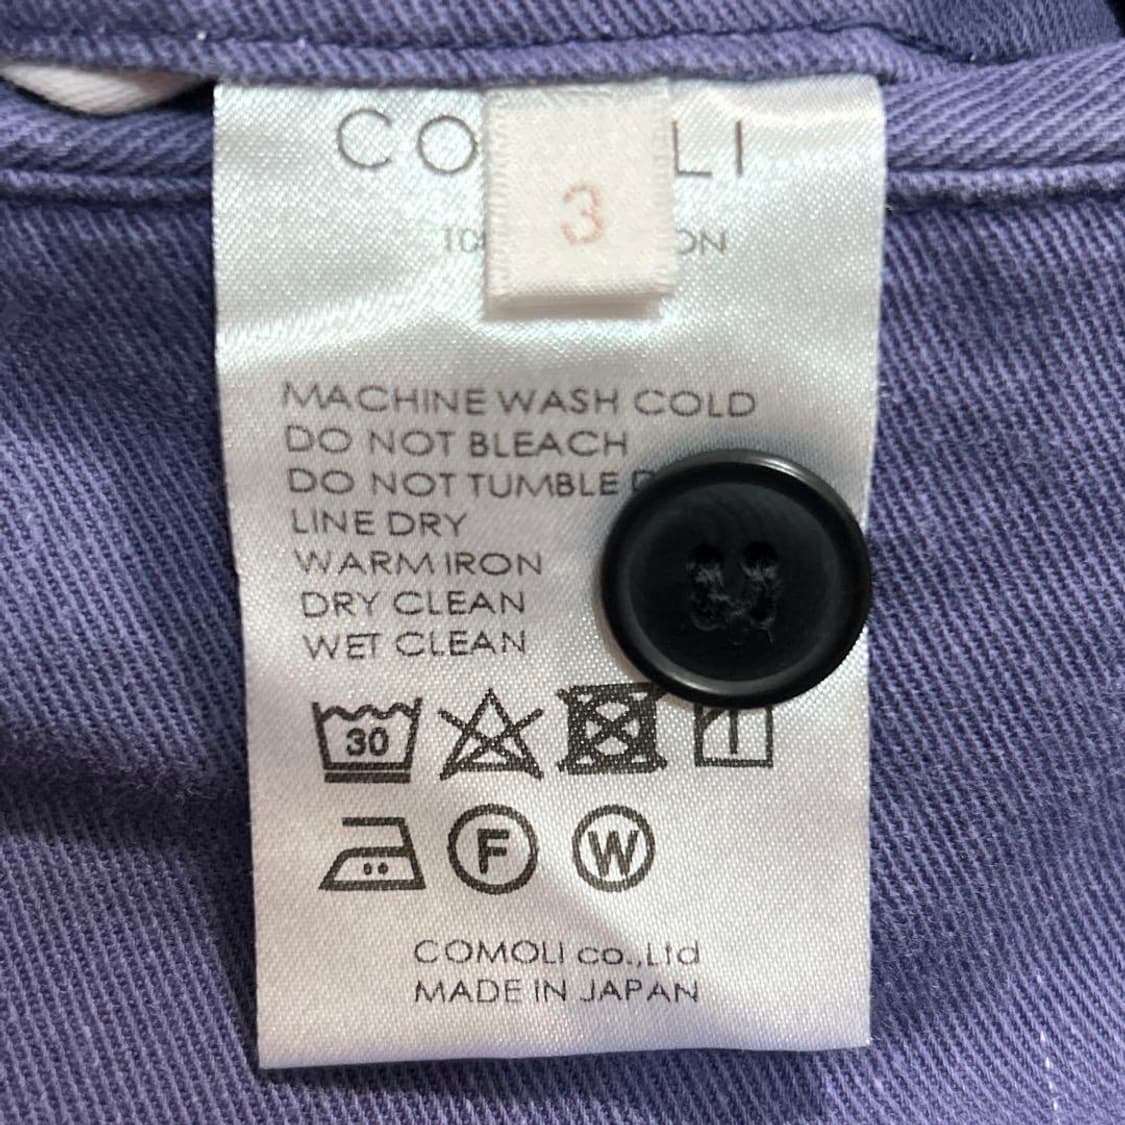 COMOLI
3
MACHINE WASH COLD
DO NOT BLEACH
DO NOT TUMBLE
LINE DRY
WARM IRON
DRY CLEAN
WET CLEAN
30
F
W
COMOLI co.,Ltd
MADE IN JAPAN